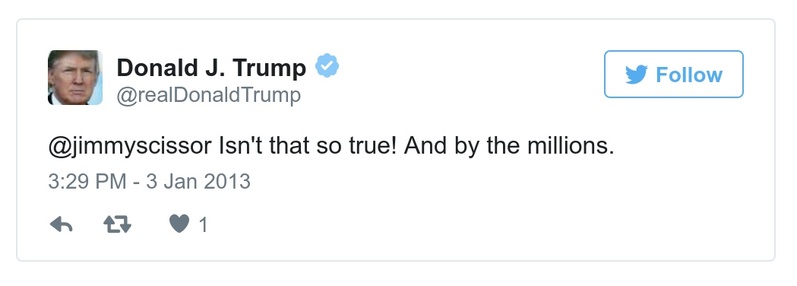 Donald J. Trump
@realDonaldTrump
Follow
@jimmyscissor Isn't that so true! And by the millions.
3:29 PM - 3 Jan 2013
1